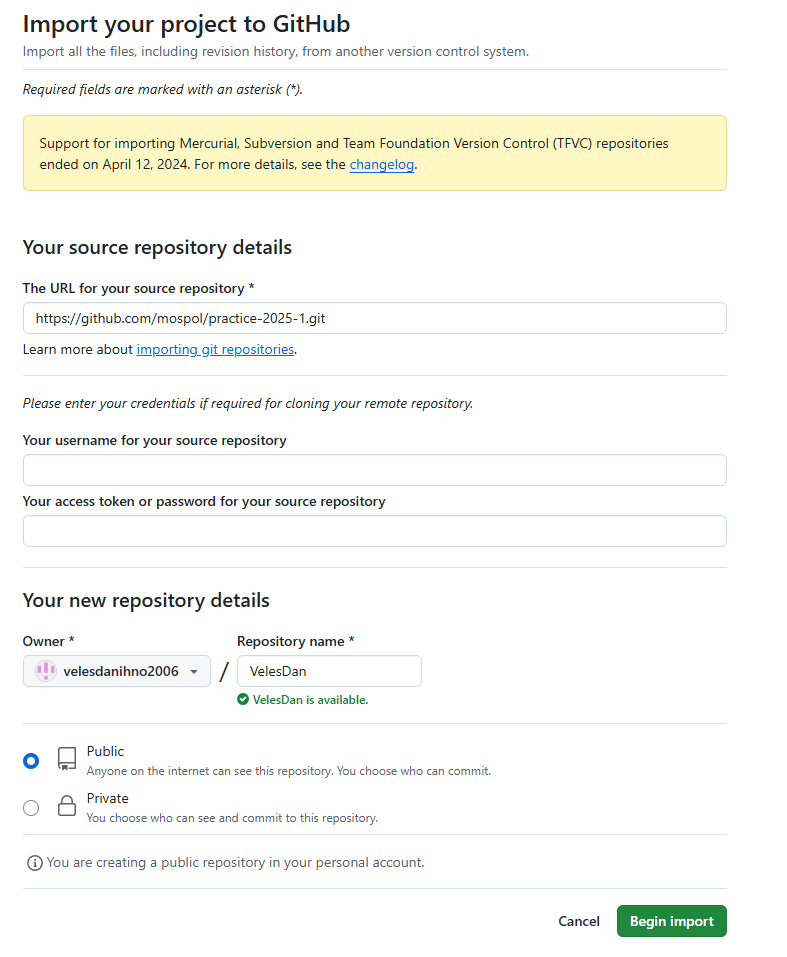 Import your project to GitHub
Import all the files, including revision history, from another version control system.
Required fields are marked with an asterisk (*).
Support for importing Mercurial, Subversion and Team Foundation Version Control (TFVC) repositories
ended on April 12, 2024. For more details, see the changelog.
Your source repository details
The URL for your source repository *
https://github.com/mospol/practice-2025-1.git
Learn more about importing git repositories.
Please enter your credentials if required for cloning your remote repository.
Your username for your source repository
Your access token or password for your source repository
Your new repository details
Owner *
Repository name *
velesdanihno2006
/
VelesDan
VelesDan is available.
Public
Anyone on the internet can see this repository. You choose who can commit.
Private
You choose who can see and commit to this repository.
You are creating a public repository in your personal account.
Cancel
Begin import